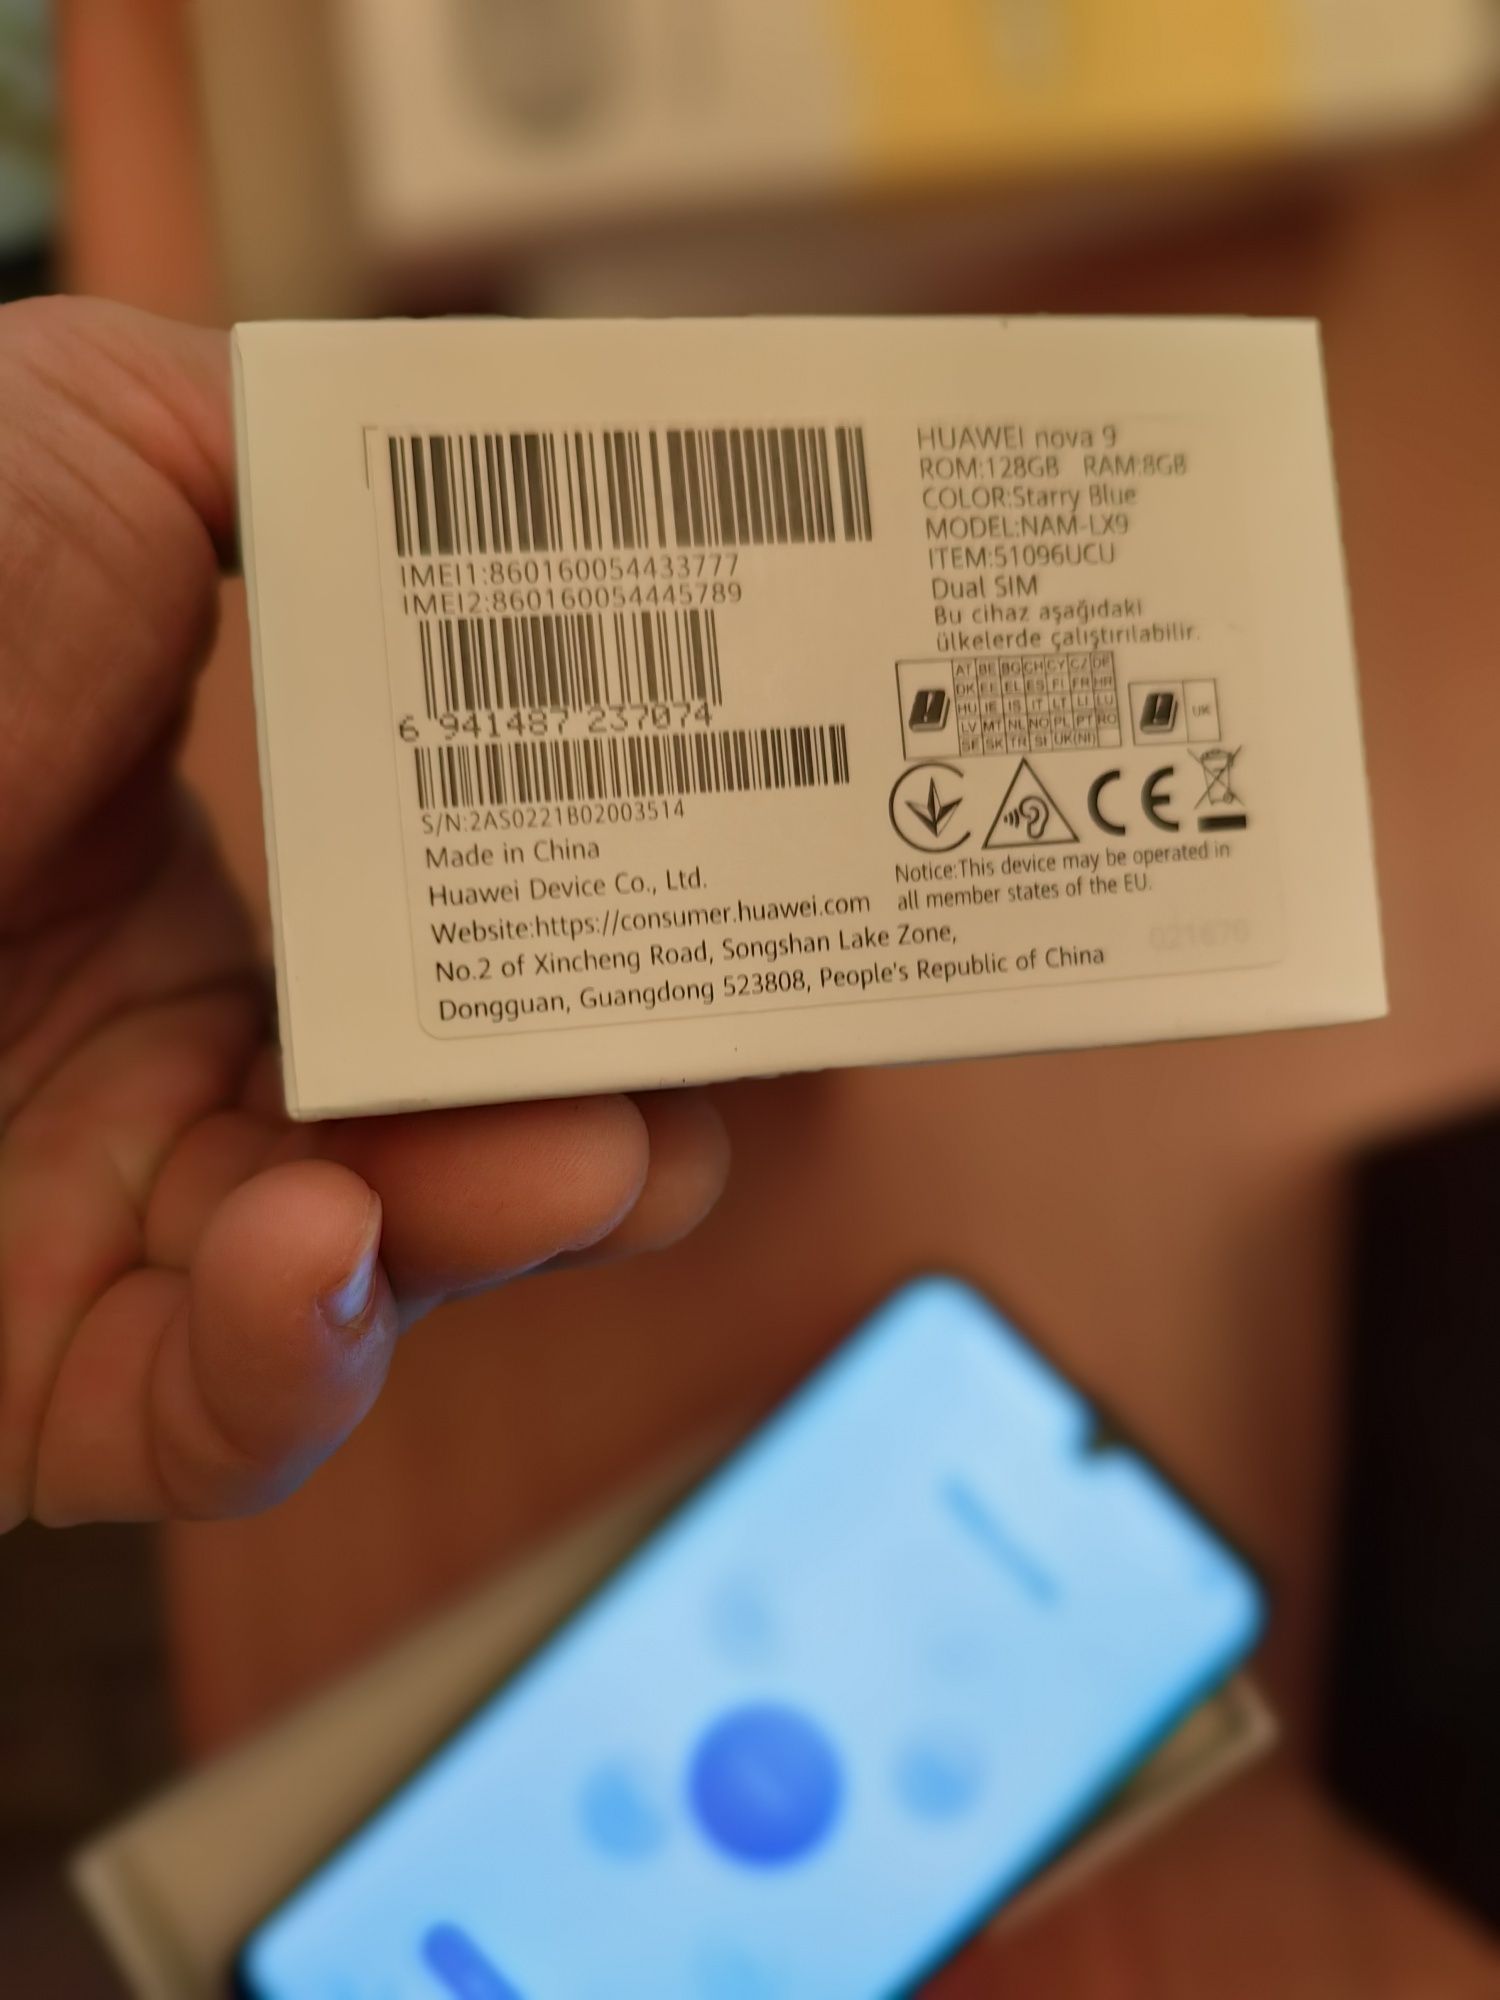 IMEI1:860160054433777
IMEI2:860160054445789
6 941487 237074
S/N:2AS0221B02003514
Made in China
Huawei Device Co., Ltd.
Website:https://consumer.huawei.com
No.2 of Xincheng Road, Songshan Lake Zone,
Dongguan, Guangdong 523808, People's Republic of China
HUAWEI nova 9
ROM:128GB RAM:8GB
COLOR:Starry Blue
MODEL:NAM-LX9
ITEM:51096UCU
Dual SIM
Bu cihaz aşağıdaki
ülkelerde çalıştırılabilir.
AT BE BG CH CY CZ DE
DK EE EL ES FI FR HR
HU IE IS IT LT LI LU
LV MT NL NO PL PT RO
SE SK TR SI UK(NI)
UK
CE
Notice:This device may be operated in
all member states of the EU.